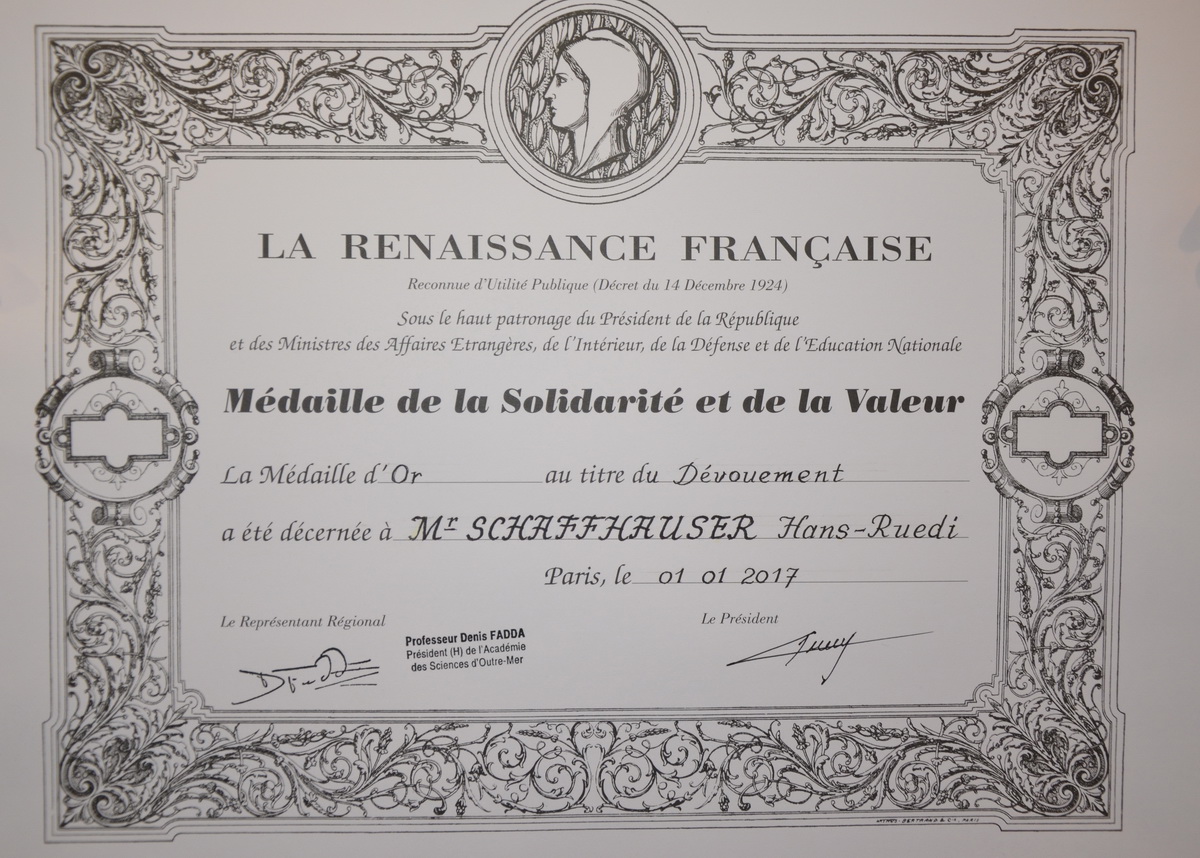 LA RENAISSANCE FRANÇAISE
Reconnue d'Utilité Publique (Décret du 14 Décembre 1924)
Sous le haut patronage du Président de la République
et des Ministres des Affaires Etrangères, de l'Intérieur, de la Défense et de l'Education Nationale
Médaille de la Solidarité et de la Valeur
La Médaille d'Or au titre du Dévouement
a été décernée à Mr SCHAFFHAUSER Hans-Ruedi
Paris, le 01 01 2017
Le Représentant Régional
Professeur Denis FADDA
Président (H) de l'Académie
des Sciences d'Outre-Mer
Le Président
BERTRAND & Cie, PARIS